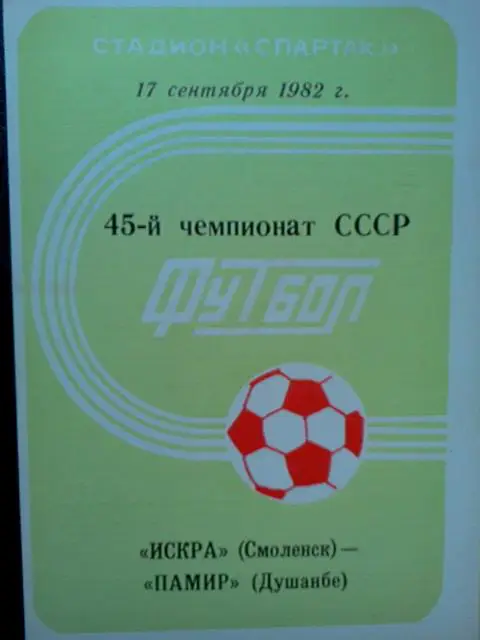 СТАДИОН «СПАРТАК»
17 сентября 1982 г.
45-й чемпионат СССР
ФУТБОЛ
«ИСКРА» (Смоленск) —
«ПАМИР» (Душанбе)